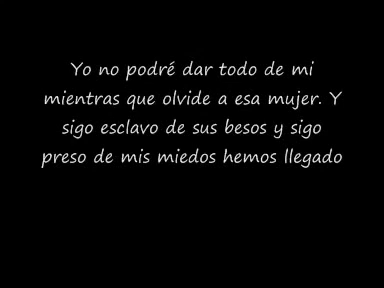 Yo no podré dar todo de mi
mientras que olvide a esa mujer. Y
sigo esclavo de sus besos y sigo
preso de mis miedos hemos llegado